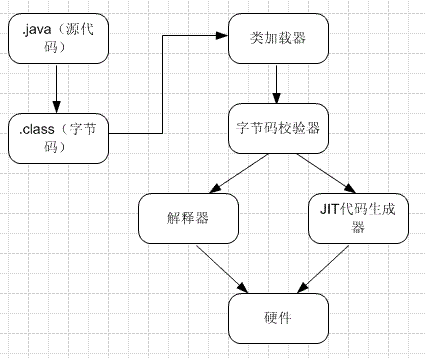 .java（源代
码）
类加载器
.class（字节
码）
字节码校验器
解释器
JIT代码生成
器
硬件